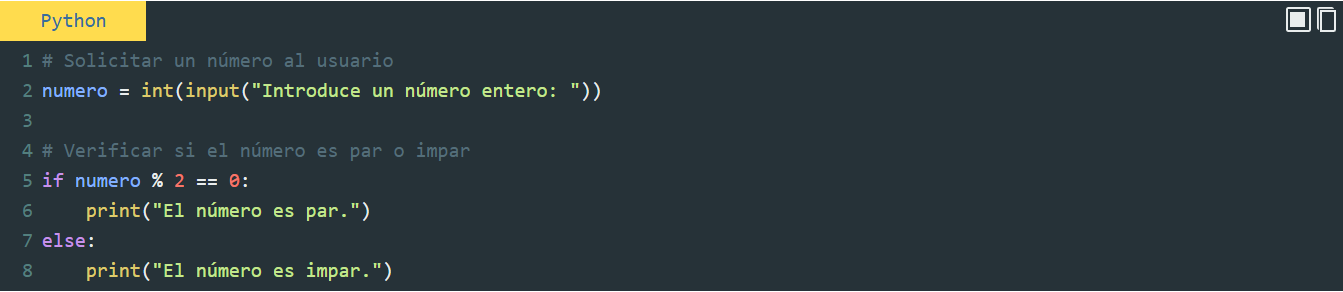 Python
1 # Solicitar un número al usuario
2 numero = int(input("Introduce un número entero: "))
3
4 # Verificar si el número es par o impar
5 if numero % 2 == 0:
6     print("El número es par.")
7 else:
8     print("El número es impar.")